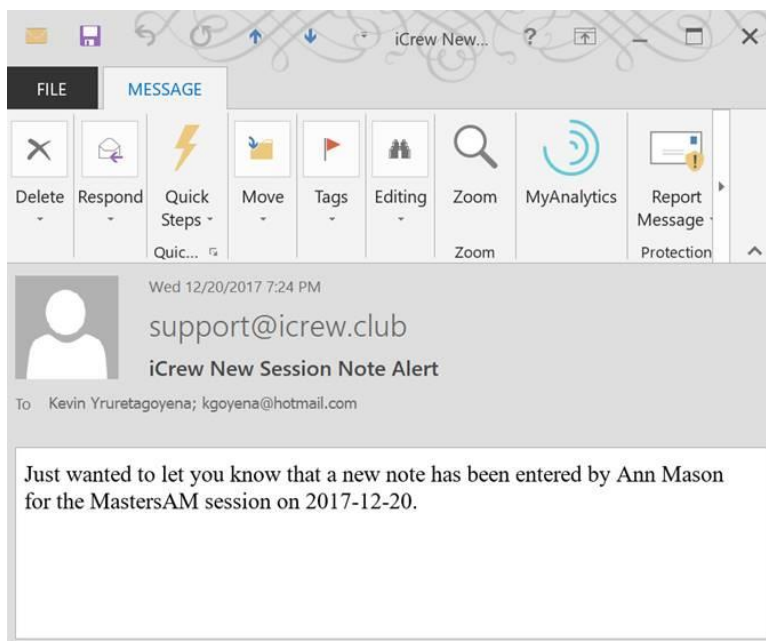 iCrew New... ?
FILE MESSAGE
Delete Respond Quick Steps Move Tags Editing Zoom MyAnalytics Report Message
Quic... Zoom Protection
Wed 12/20/2017 7:24 PM
support@icrew.club
iCrew New Session Note Alert
To Kevin Yruretagoyena; kgoyena@hotmail.com
Just wanted to let you know that a new note has been entered by Ann Mason
for the MastersAM session on 2017-12-20.